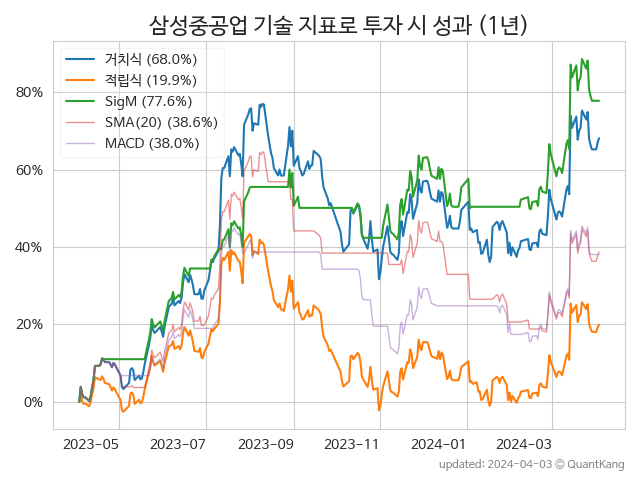 삼성중공업 기술 지표로 투자 시 성과 (1년)
거치식 (68.0%)
적립식 (19.9%)
SigM (77.6%)
SMA(20) (38.6%)
MACD (38.0%)
80%
60%
40%
20%
0%
2023-05 2023-07 2023-09 2023-11 2024-01 2024-03
updated: 2024-04-03 © QuantKang